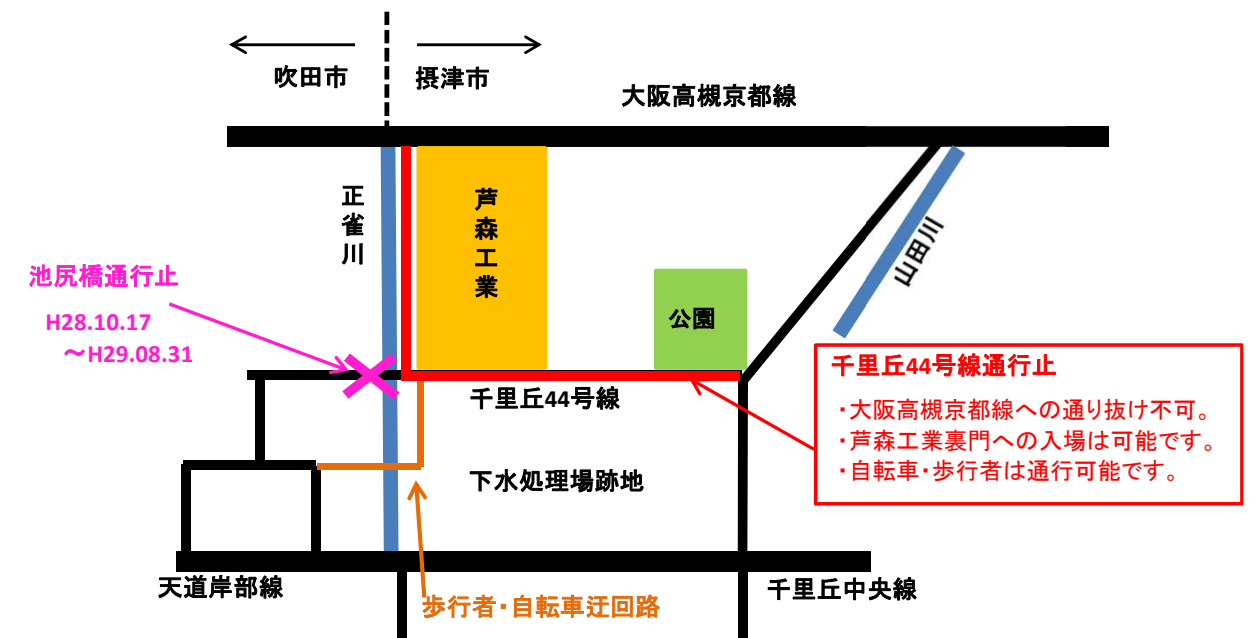 吹田市
摂津市
大阪高槻京都線
正雀川
芦森工業
山田川
池尻橋通行止
H28.10.17
～H29.08.31
公園
千里丘44号線通行止
・大阪高槻京都線への通り抜け不可。
・芦森工業裏門への入場は可能です。
・自転車・歩行者は通行可能です。
千里丘44号線
下水処理場跡地
天道岸部線
千里丘中央線
歩行者・自転車迂回路